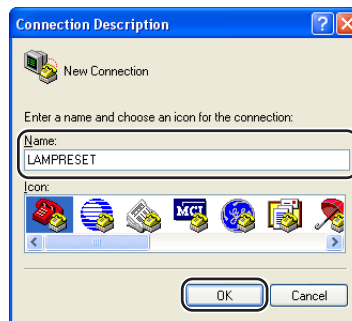 Connection Description
New Connection
Enter a name and choose an icon for the connection:
Name:
LAMPRESET
Icon:
MCI
OK Cancel